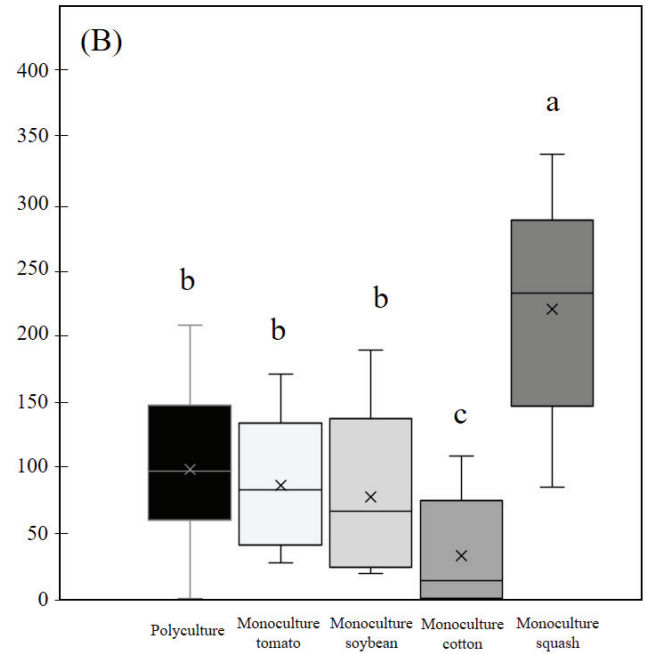 (B)
400
350
300
250
200
150
100
50
0
a
b
b
b
c
Polyculture
Monoculture
tomato
Monoculture
soybean
Monoculture
cotton
Monoculture
squash